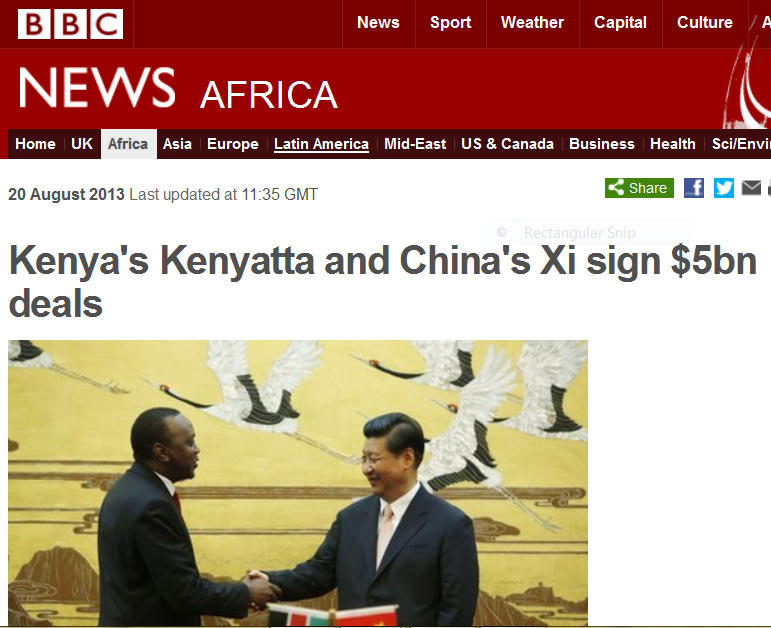 BBC News Sport Weather Capital Culture A
NEWS AFRICA
Home UK Africa Asia Europe Latin America Mid-East US & Canada Business Health Sci/Envi
20 August 2013 Last updated at 11:35 GMT Share f
Rectangular Snip
Kenya's Kenyatta and China's Xi sign $5bn
deals